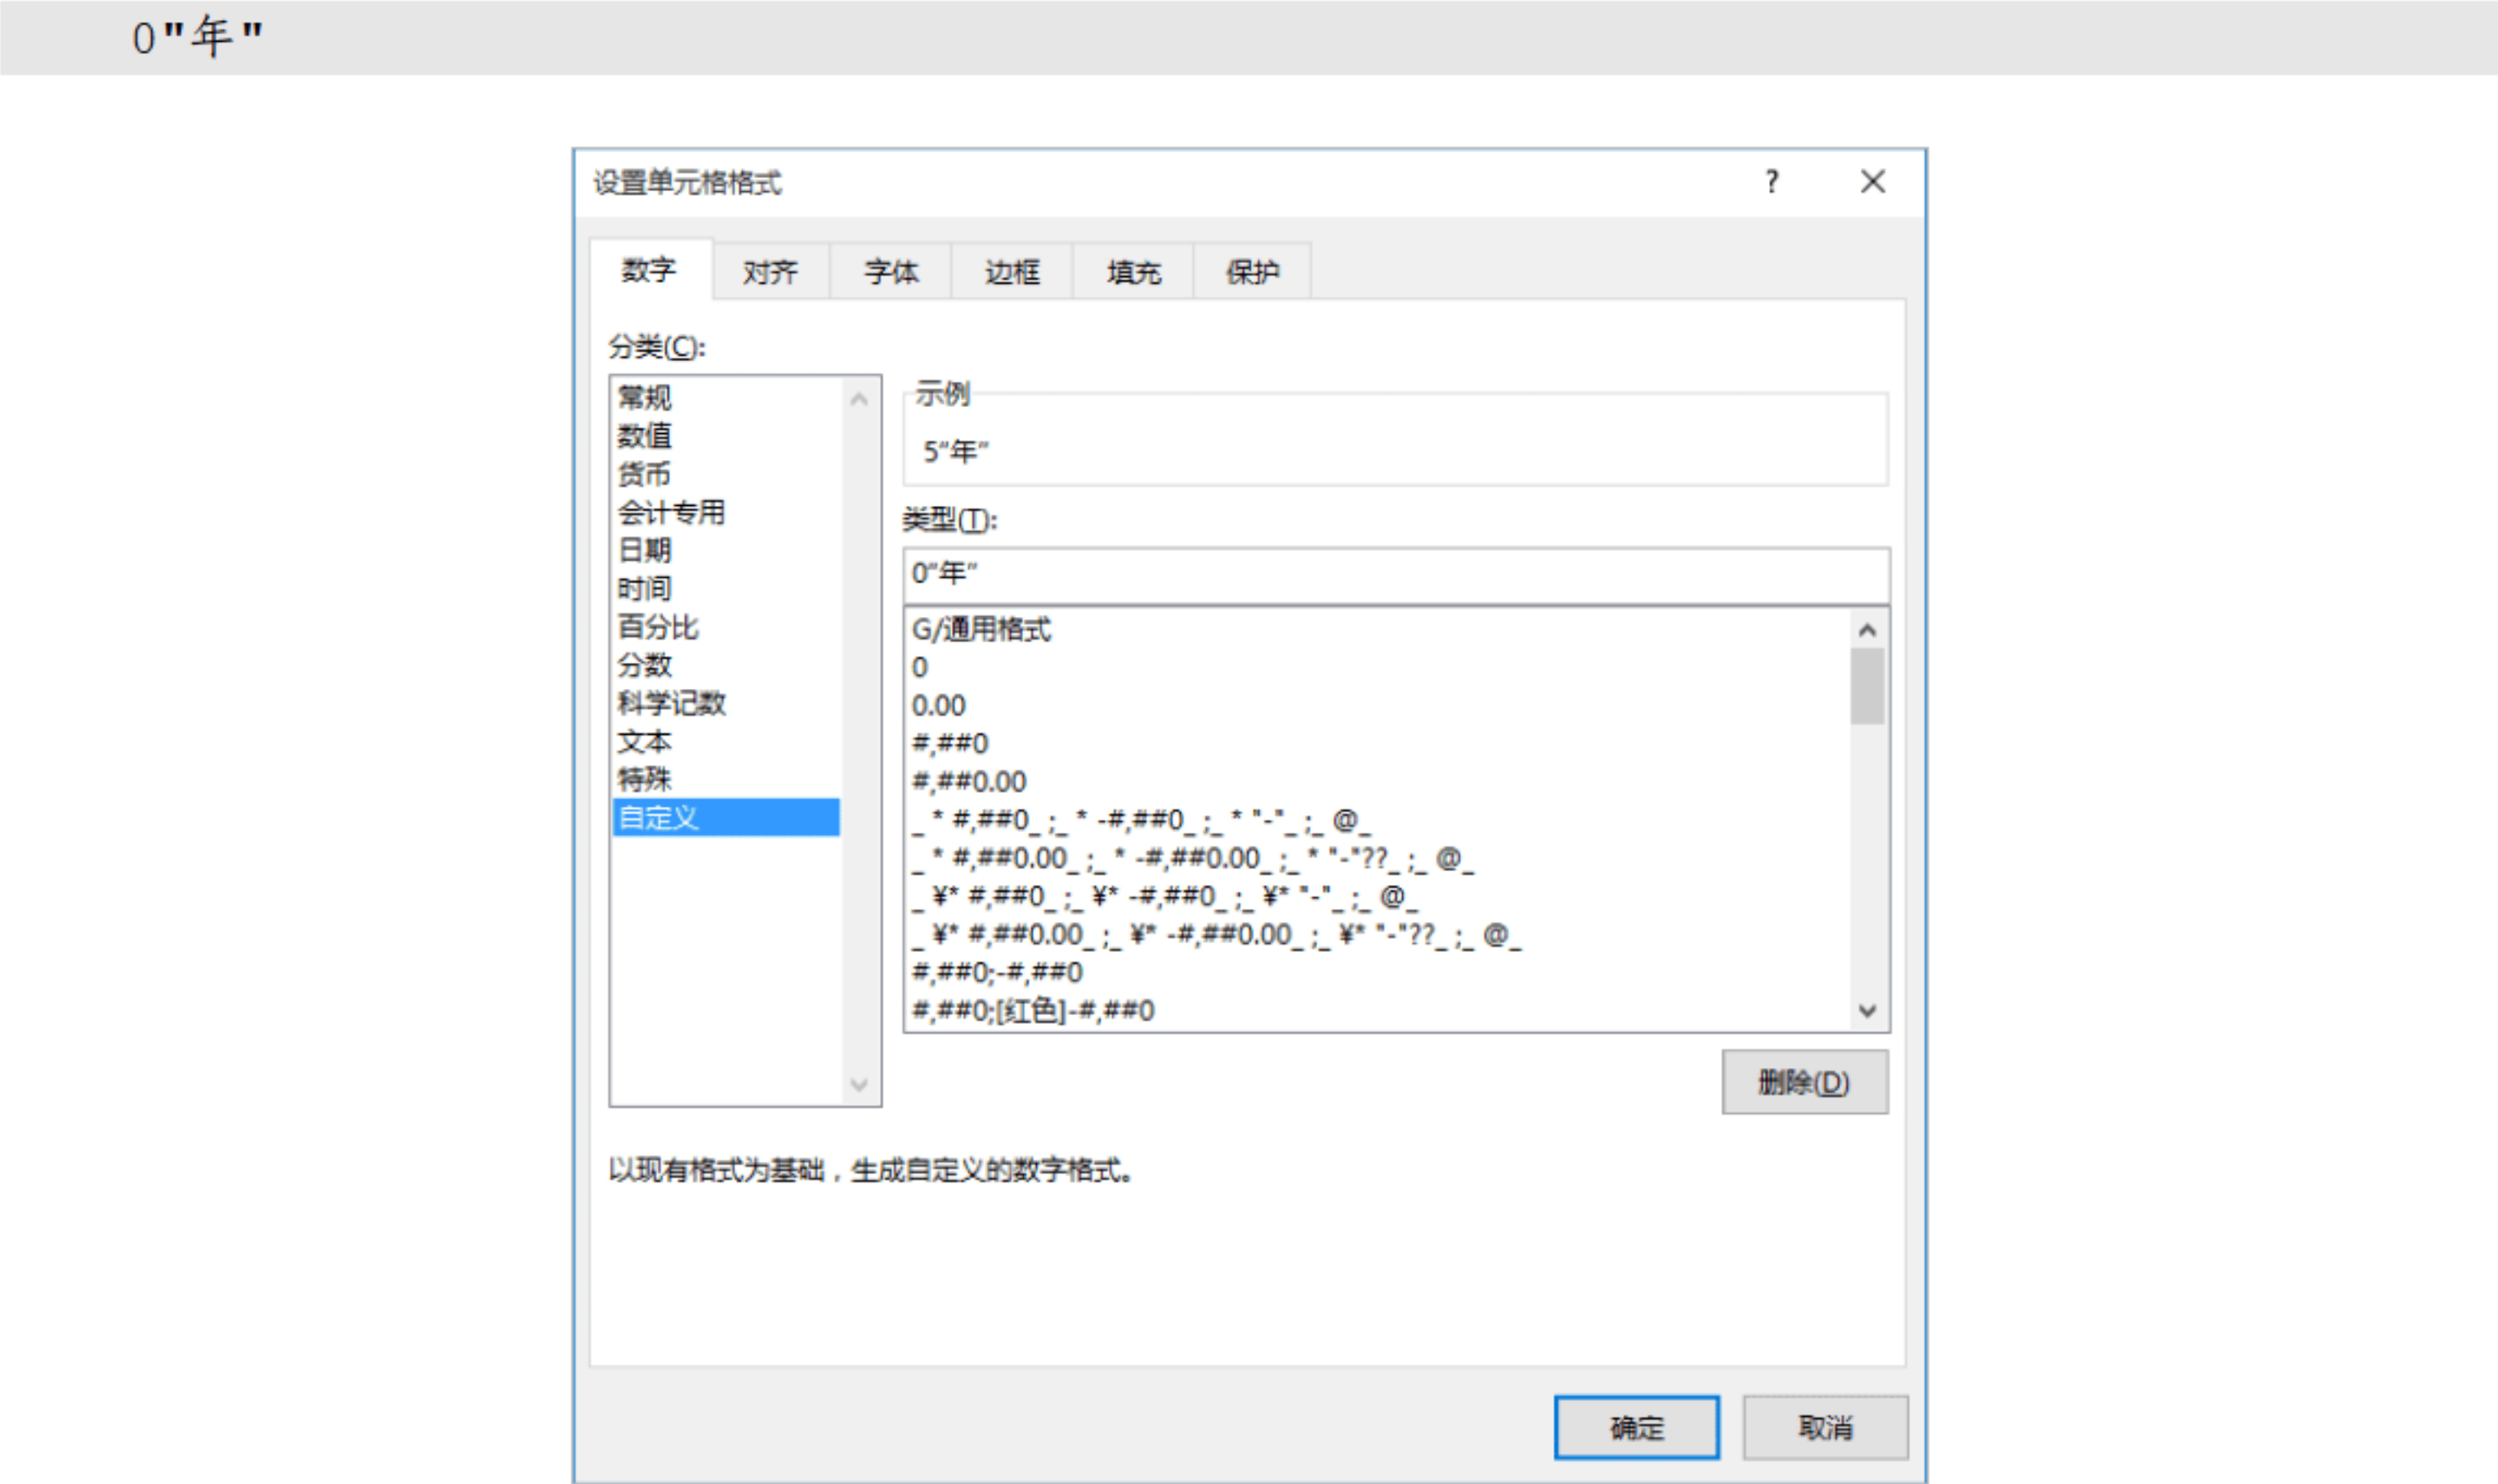 0"年"
设置单元格格式
?
数字 对齐 字体 边框 填充 保护
分类(C):
常规
数值
货币
会计专用
日期
时间
百分比
分数
科学记数
文本
特殊
自定义
示例
5“年”
类型(T):
0“年”
G/通用格式
0
0.00
#,##0
#,##0.00
_ * #,##0_ ;_ * -#,##0_ ;_ * "-"_ ;_ @_
_ * #,##0.00_ ;_ * -#,##0.00_ ;_ * "-"??_ ;_ @_
_ ¥* #,##0_ ;_ ¥* -#,##0_ ;_ ¥* "-"_ ;_ @_
_ ¥* #,##0.00_ ;_ ¥* -#,##0.00_ ;_ ¥* "-"??_ ;_ @_
#,##0;-#,##0
#,##0;[红色]-#,##0
删除(D)
以现有格式为基础，生成自定义的数字格式。
确定 取消